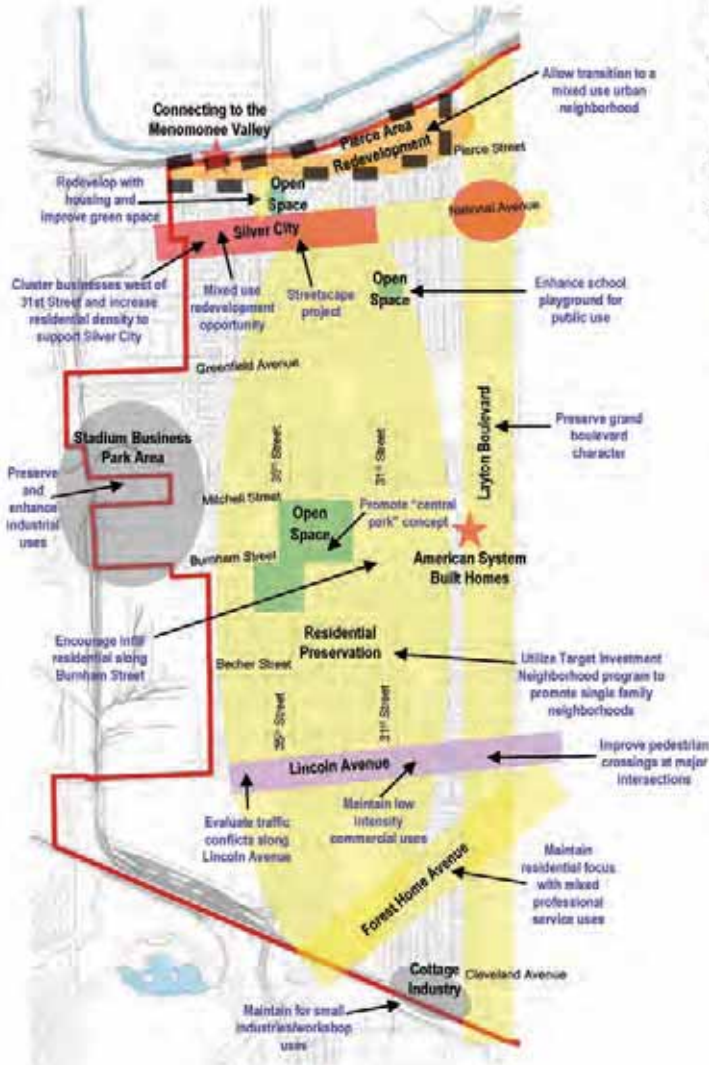 Allow transition to a
mixed use urban
neighborhood
Connecting to the
Menomonee Valley
Pierce Area
Redevelopment
Pierce Street
Redevelop with
housing and
improve green space
Open
Space
National Avenue
Silver City
Cluster businesses west of
31st Street and increase
residential density to
support Silver City
Mixed use
redevelopment
opportunity
Streetscape
project
Open
Space
Enhance school
playground for
public use
Greenfield Avenue
Layton Boulevard
Preserve grand
boulevard
character
Stadium Business
Park Area
35th Street
31st Street
Preserve
and
enhance
industrial
uses
Mitchell Street
Open
Space
Promote "central
park" concept
Burnham Street
American System
Built Homes
Encourage infill
residential along
Burnham Street
Residential
Preservation
Becher Street
Utilize Target Investment
Neighborhood program to
promote single family
neighborhoods
35th Street
31st Street
Lincoln Avenue
Improve pedestrian
crossings at major
intersections
Evaluate traffic
conflicts along
Lincoln Avenue
Maintain low
intensity
commercial uses
Forest Home Avenue
Maintain
residential focus
with mixed
professional
service uses
Cottage
Industry
Cleveland Avenue
Maintain for small
industries/workshop
uses